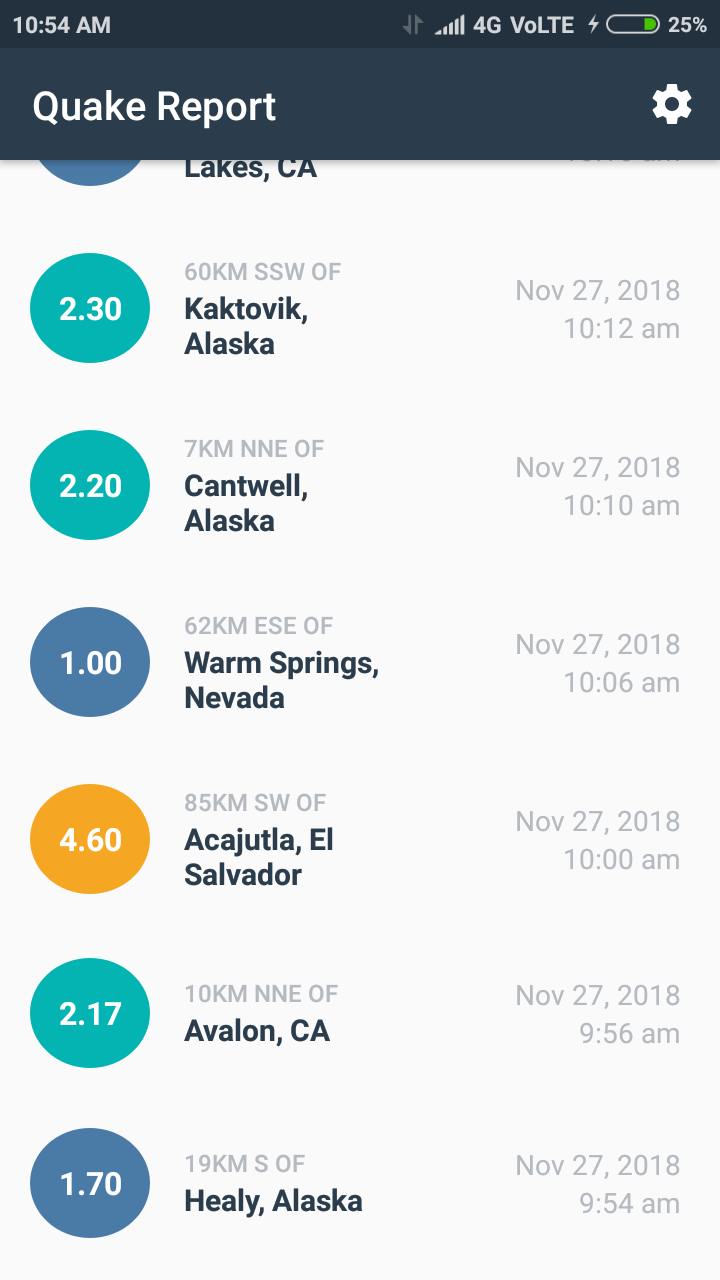 10:54 AM 4G VoLTE 25%
Quake Report
Lakes, CA
60KM SSW OF
Kaktovik,
Alaska
2.30
Nov 27, 2018
10:12 am
7KM NNE OF
Cantwell,
Alaska
2.20
Nov 27, 2018
10:10 am
62KM ESE OF
Warm Springs,
Nevada
1.00
Nov 27, 2018
10:06 am
85KM SW OF
Acajutla, El
Salvador
4.60
Nov 27, 2018
10:00 am
10KM NNE OF
Avalon, CA
2.17
Nov 27, 2018
9:56 am
19KM S OF
Healy, Alaska
1.70
Nov 27, 2018
9:54 am